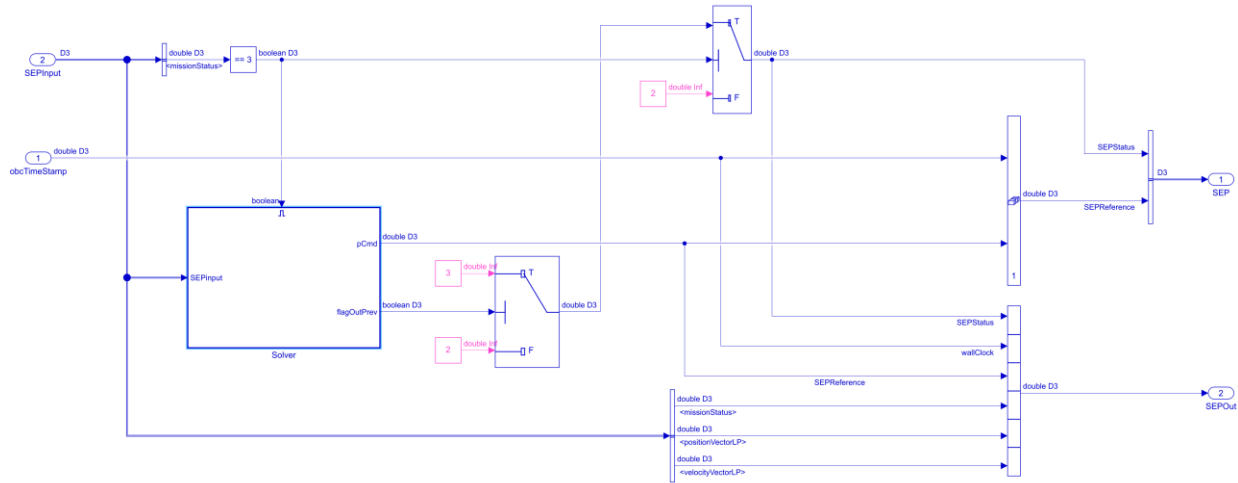 D3
2
SEPInput
double D3
<missionStatus>
== 3
boolean D3
T
double D3
2
double Inf
F
1
double D3
obcTimeStamp
SEPStatus
D3
1
SEP
double D3
SEPReference
1
boolean
SEPinput
pCmd
double D3
flagOutPrev
boolean D3
Solver
3
double Inf
T
double D3
2
double Inf
F
SEPStatus
wallClock
SEPReference
double D3
<missionStatus>
double D3
<positionVectorLP>
double D3
<velocityVectorLP>
double D3
2
SEPOut